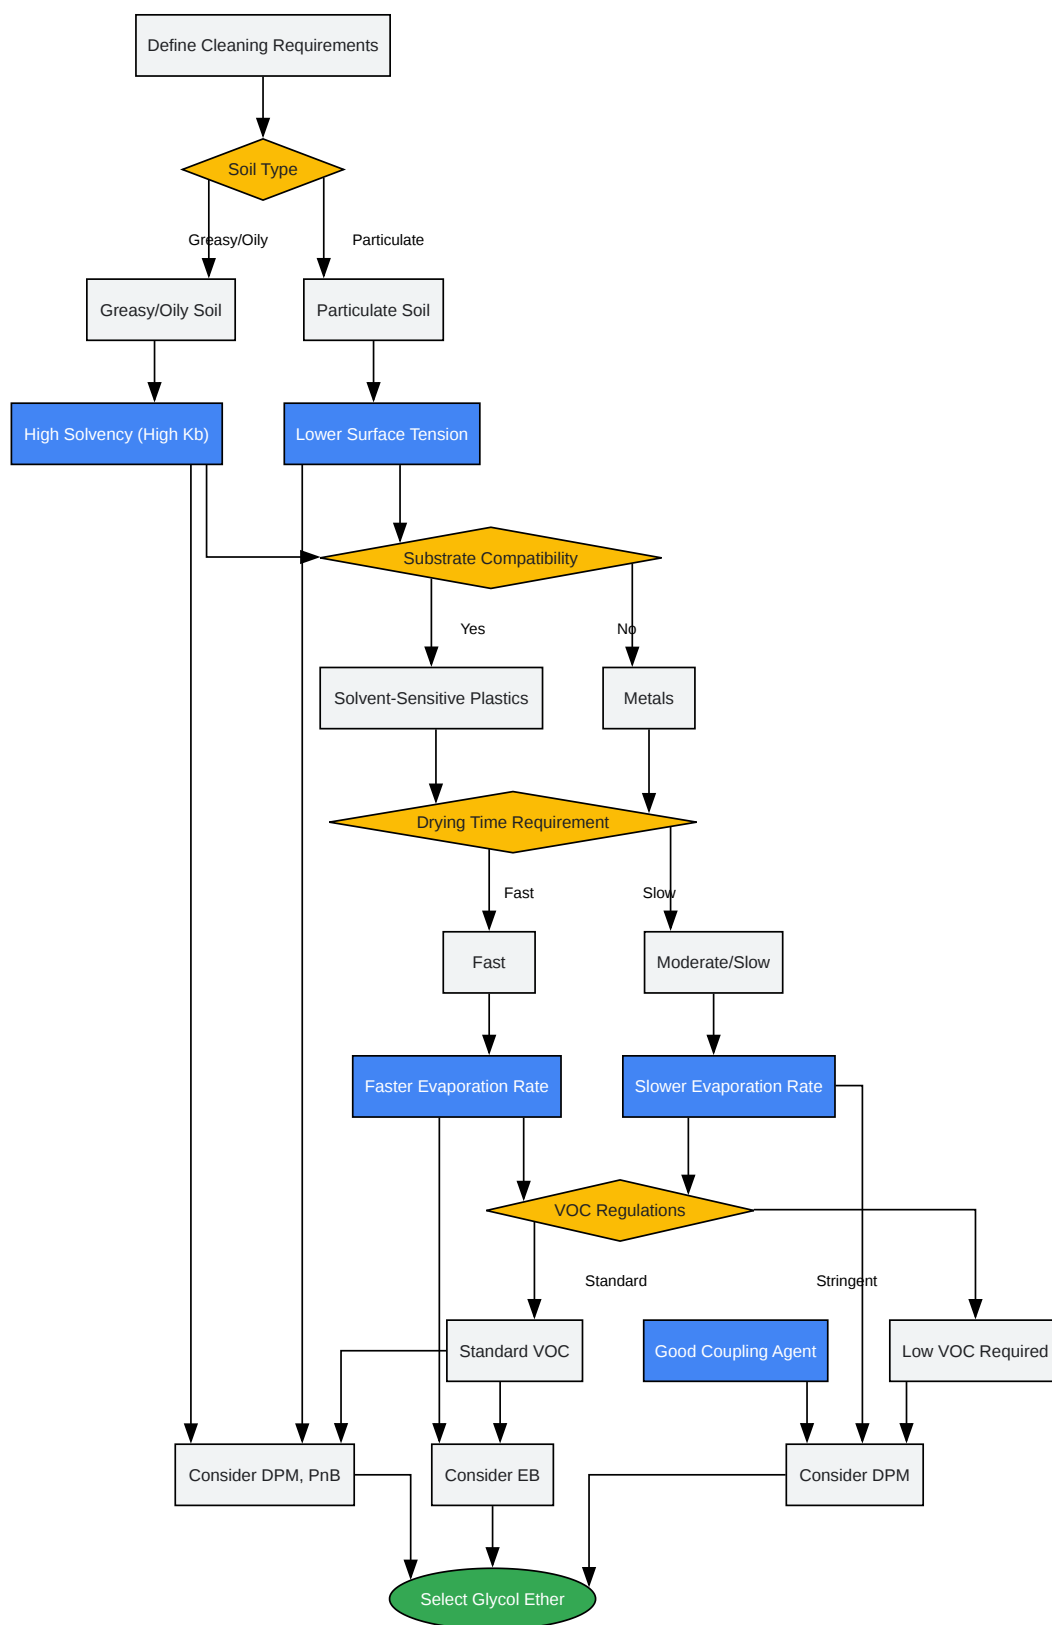 Define Cleaning Requirements
Soil Type
Greasy/Oily
Particulate
Greasy/Oily Soil
Particulate Soil
High Solvency (High Kb)
Lower Surface Tension
Substrate Compatibility
Yes
No
Solvent-Sensitive Plastics
Metals
Drying Time Requirement
Fast
Slow
Fast
Moderate/Slow
Faster Evaporation Rate
Slower Evaporation Rate
VOC Regulations
Standard
Stringent
Standard VOC
Good Coupling Agent
Low VOC Required
Consider DPM, PnB
Consider EB
Consider DPM
Select Glycol Ether